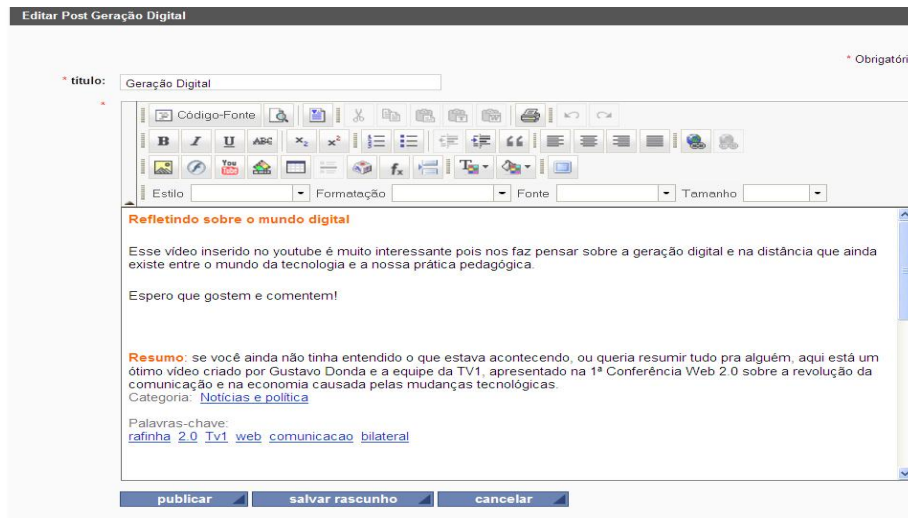 Editar Post Geração Digital
* Obrigatóri
* título: Geração Digital
*
Código-Fonte
B I U ABC x₂ x²
You Tube
Estilo Formatação Fonte Tamanho
Refletindo sobre o mundo digital
Esse vídeo inserido no youtube é muito interessante pois nos faz pensar sobre a geração digital e na distância que ainda
existe entre o mundo da tecnologia e a nossa prática pedagógica.
Espero que gostem e comentem!
Resumo: se você ainda não tinha entendido o que estava acontecendo, ou queria resumir tudo pra alguém, aqui está um
ótimo vídeo criado por Gustavo Donda e a equipe da TV1, apresentado na 1ª Conferência Web 2.0 sobre a revolução da
comunicação e na economia causada pelas mudanças tecnológicas.
Categoria: Notícias e política
Palavras-chave:
rafinha 2.0 Tv1 web comunicacao bilateral
publicar salvar rascunho cancelar